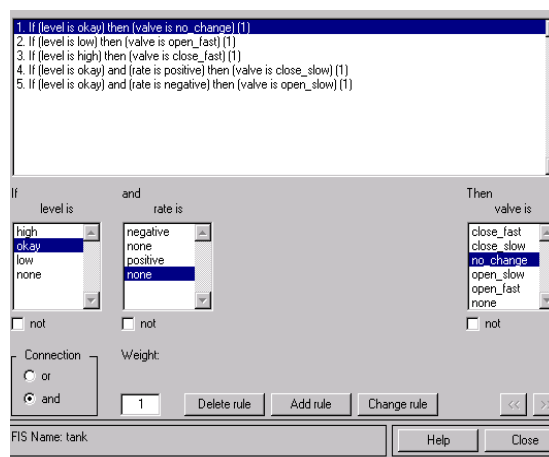 1. If (level is okay) then (valve is no_change) (1)
2. If (level is low) then (valve is open_fast) (1)
3. If (level is high) then (valve is close_fast) (1)
4. If (level is okay) and (rate is positive) then (valve is close_slow) (1)
5. If (level is okay) and (rate is negative) then (valve is open_slow) (1)
If and Then
level is rate is valve is
high negative close_fast
okay none close_slow
low positive no_change
none none open_slow
open_fast
none
not not not
Connection Weight:
or
and 1 Delete rule Add rule Change rule << >>
FIS Name: tank Help Close